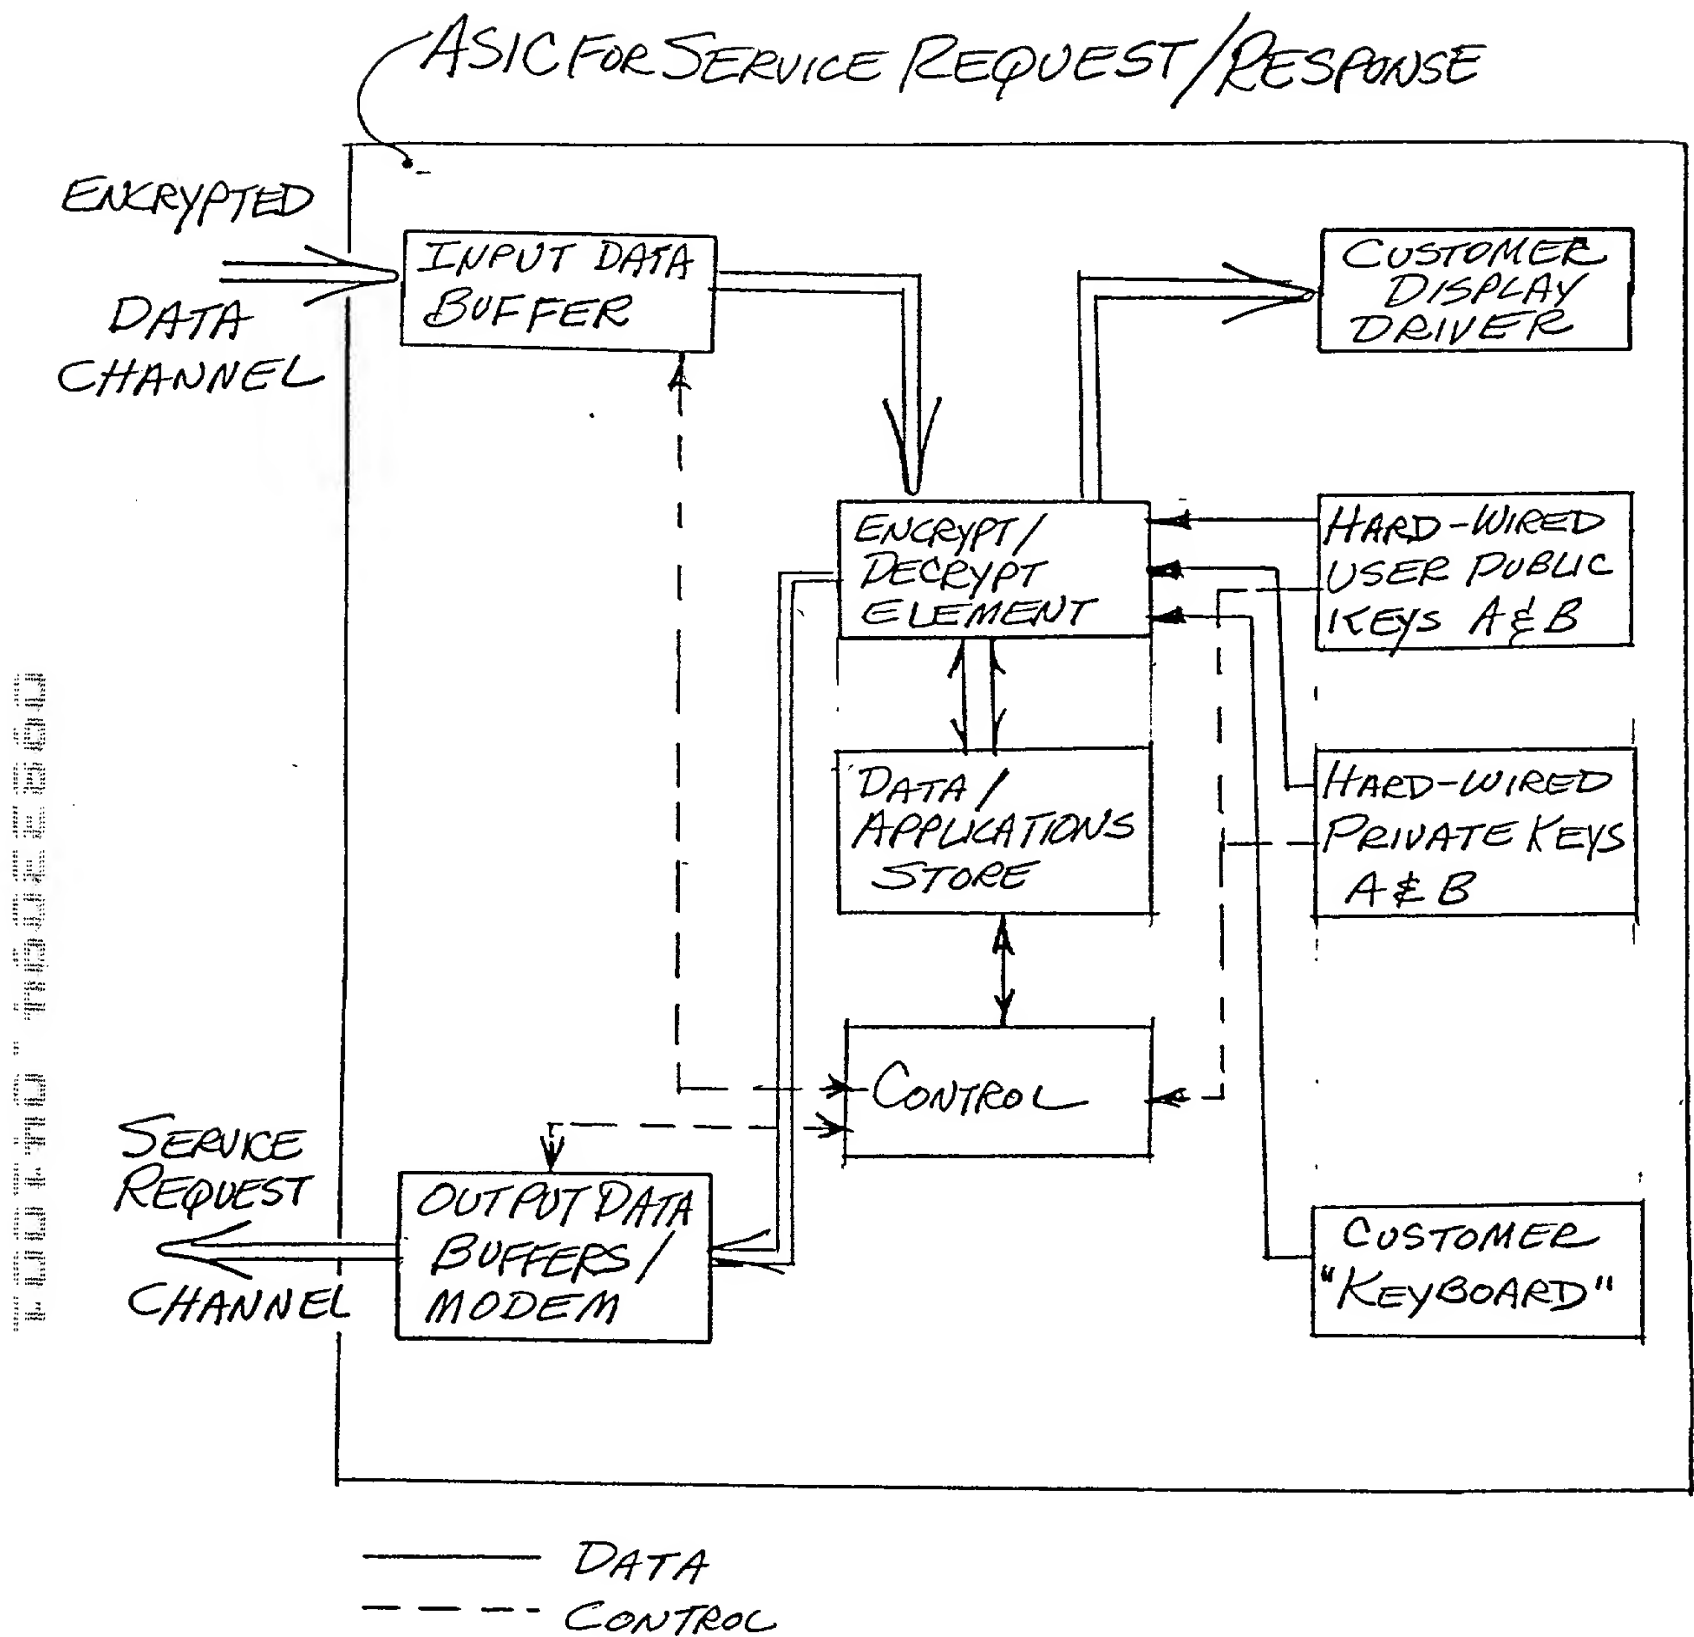 ASIC FOR SERVICE REQUEST/RESPONSE
ENCRYPTED
DATA
CHANNEL
INPUT DATA
BUFFER
CUSTOMER
DISPLAY
DRIVER
ENCRYPT/
DECRYPT
ELEMENT
HARD-WIRED
USER PUBLIC
KEYS A & B
DATA/
APPLICATIONS
STORE
HARD-WIRED
PRIVATE KEYS
A & B
CONTROL
SERVICE
REQUEST
CHANNEL
OUTPUT DATA
BUFFERS/
MODEM
CUSTOMER
"KEYBOARD"
DATA
CONTROL